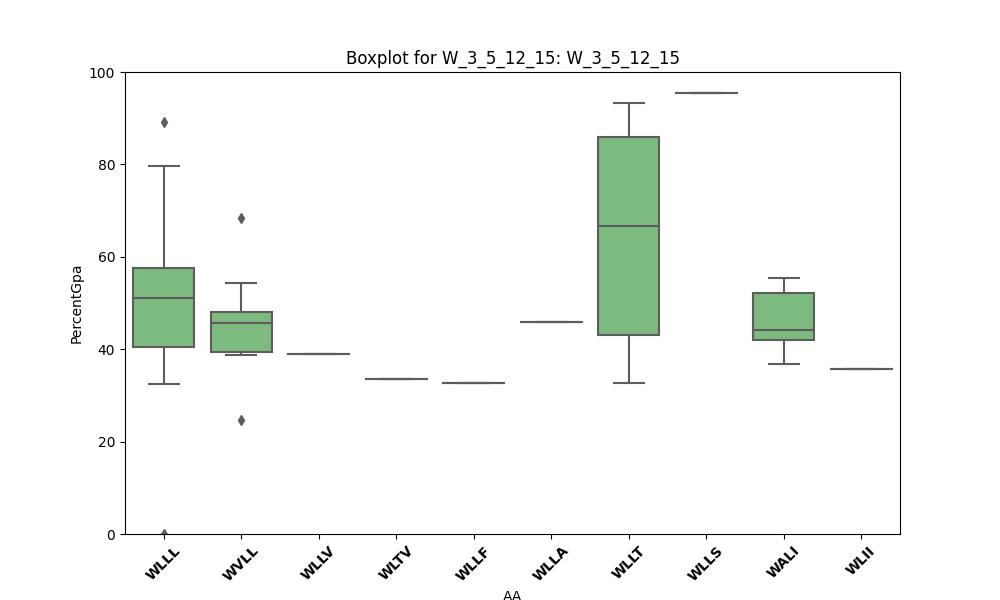 Boxplot for W_3_5_12_15: W_3_5_12_15
100
80
60
40
20
0
PercentGpa
WLLL
WVLL
WLLV
WLTV
WLLF
WLLA
WLLT
WLLS
WALI
WLII
AA